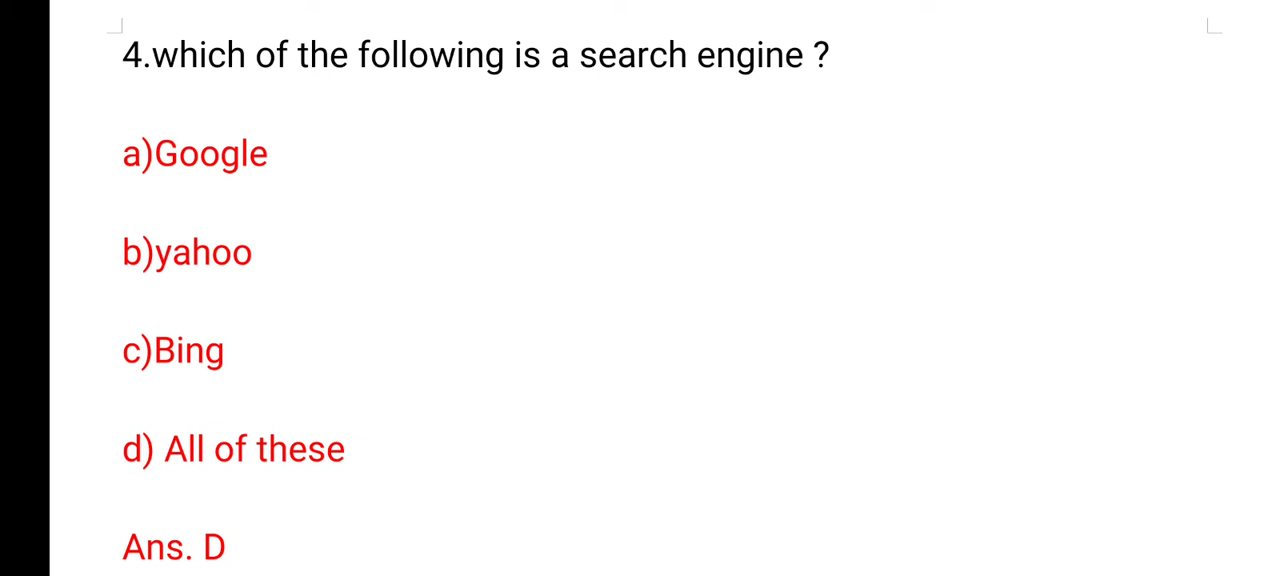 4.which of the following is a search engine ?
a)Google
b)yahoo
c)Bing
d) All of these
Ans. D